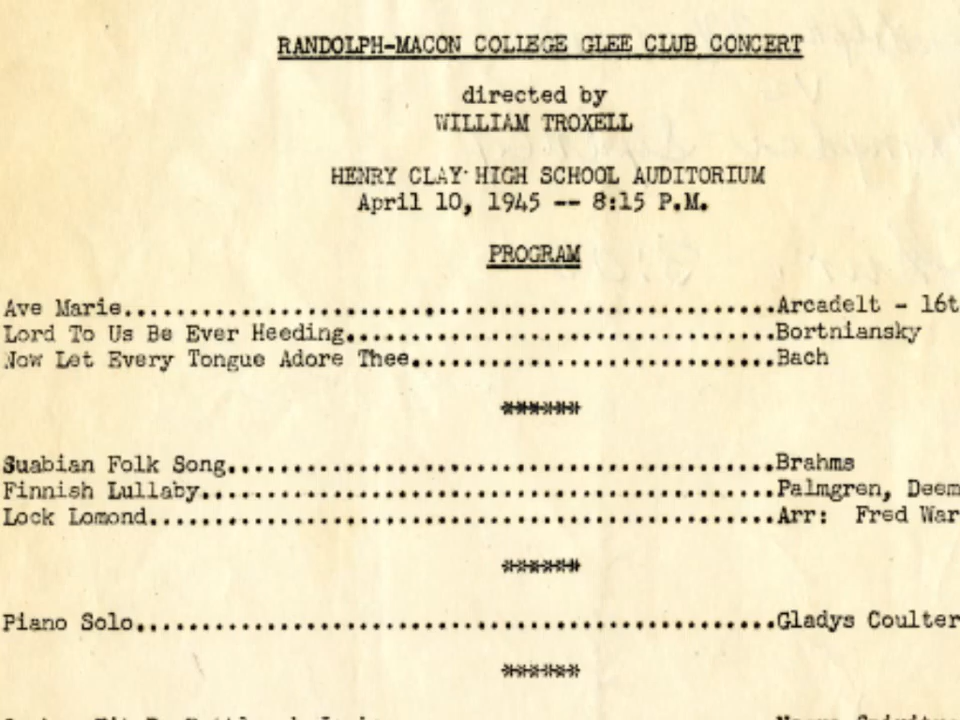 RANDOLPH-MACON COLLEGE GLEE CLUB CONCERT
directed by
WILLIAM TROXELL
HENRY CLAY HIGH SCHOOL AUDITORIUM
April 10, 1945 -- 8:15 P.M.
PROGRAM
Ave Marie..................................................Arcadelt - 16t
Lord To Us Be Ever Heeding.................................Bortniansky
Now Let Every Tongue Adore Thee............................Bach
******
Suabian Folk Song..........................................Brahms
Finnish Lullaby............................................Palmgren, Deem
Lock Lomond................................................Arr: Fred War
******
Piano Solo.................................................Gladys Coulter
******